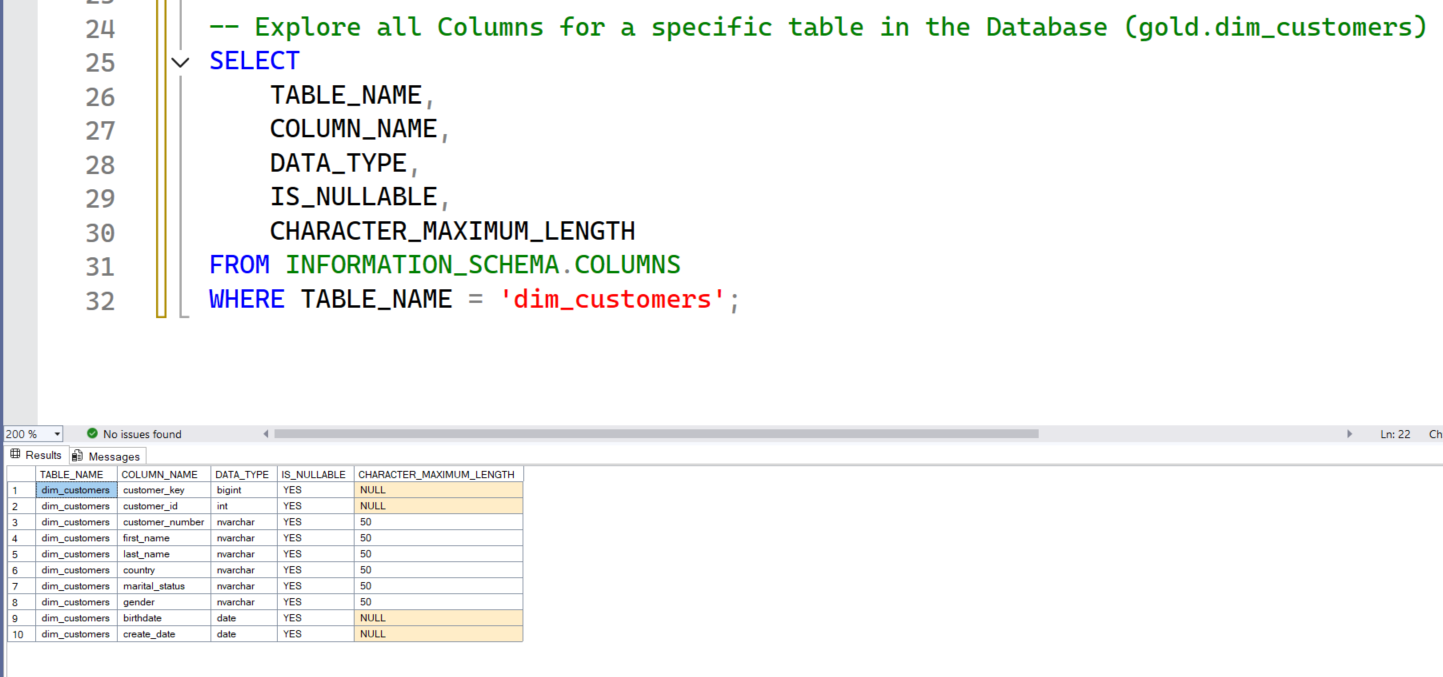 24 -- Explore all Columns for a specific table in the Database (gold.dim_customers)
25 SELECT
26 TABLE_NAME,
27 COLUMN_NAME,
28 DATA_TYPE,
29 IS_NULLABLE,
30 CHARACTER_MAXIMUM_LENGTH
31 FROM INFORMATION_SCHEMA.COLUMNS
32 WHERE TABLE_NAME = 'dim_customers';
200 % No issues found Ln: 22 Ch
Results Messages
TABLE_NAME COLUMN_NAME DATA_TYPE IS_NULLABLE CHARACTER_MAXIMUM_LENGTH
1 dim_customers customer_key bigint YES NULL
2 dim_customers customer_id int YES NULL
3 dim_customers customer_number nvarchar YES 50
4 dim_customers first_name nvarchar YES 50
5 dim_customers last_name nvarchar YES 50
6 dim_customers country nvarchar YES 50
7 dim_customers marital_status nvarchar YES 50
8 dim_customers gender nvarchar YES 50
9 dim_customers birthdate date YES NULL
10 dim_customers create_date date YES NULL